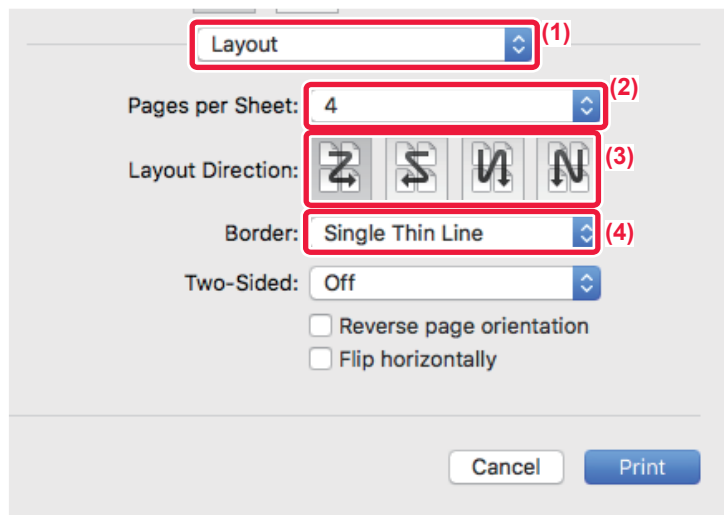 Layout (1)
Pages per Sheet: 4 (2)
Layout Direction: (3)
Border: Single Thin Line (4)
Two-Sided: Off
Reverse page orientation
Flip horizontally
Cancel Print